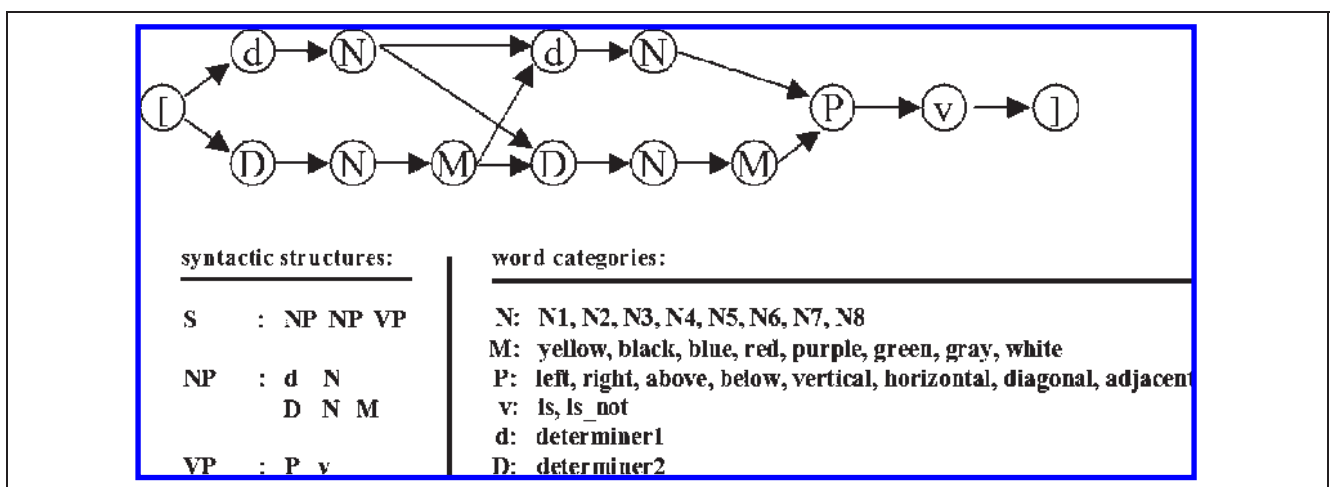 d N d N
[ P v ]
D N M D N M
syntactic structures: word categories:
S : NP NP VP N: N1, N2, N3, N4, N5, N6, N7, N8
M: yellow, black, blue, red, purple, green, gray, white
NP : d N P: left, right, above, below, vertical, horizontal, diagonal, adjacent
D N M v: is, is_not
d: determiner1
VP : P v D: determiner2